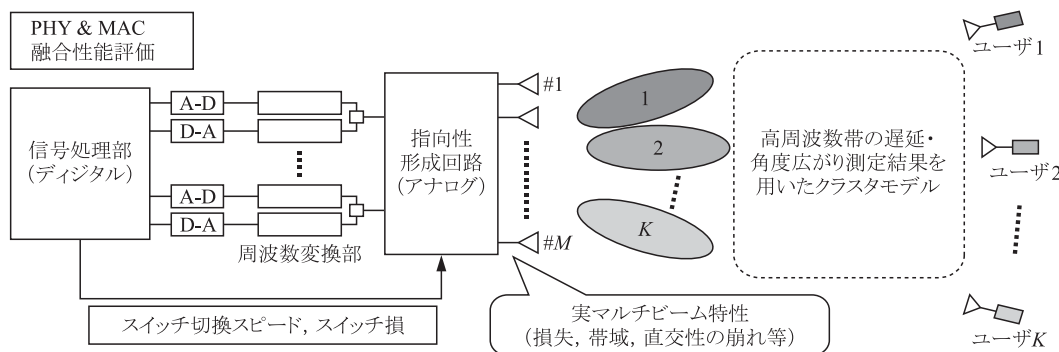 PHY & MAC
融合性能評価
信号処理部
(ディジタル)
A-D
D-A
A-D
D-A
周波数変換部
指向性
形成回路
(アナログ)
#1
#M
1
2
K
高周波数帯の遅延・
角度広がり測定結果を
用いたクラスタモデル
ユーザ1
ユーザ2
ユーザK
スイッチ切換スピード, スイッチ損
実マルチビーム特性
(損失, 帯域, 直交性の崩れ等)